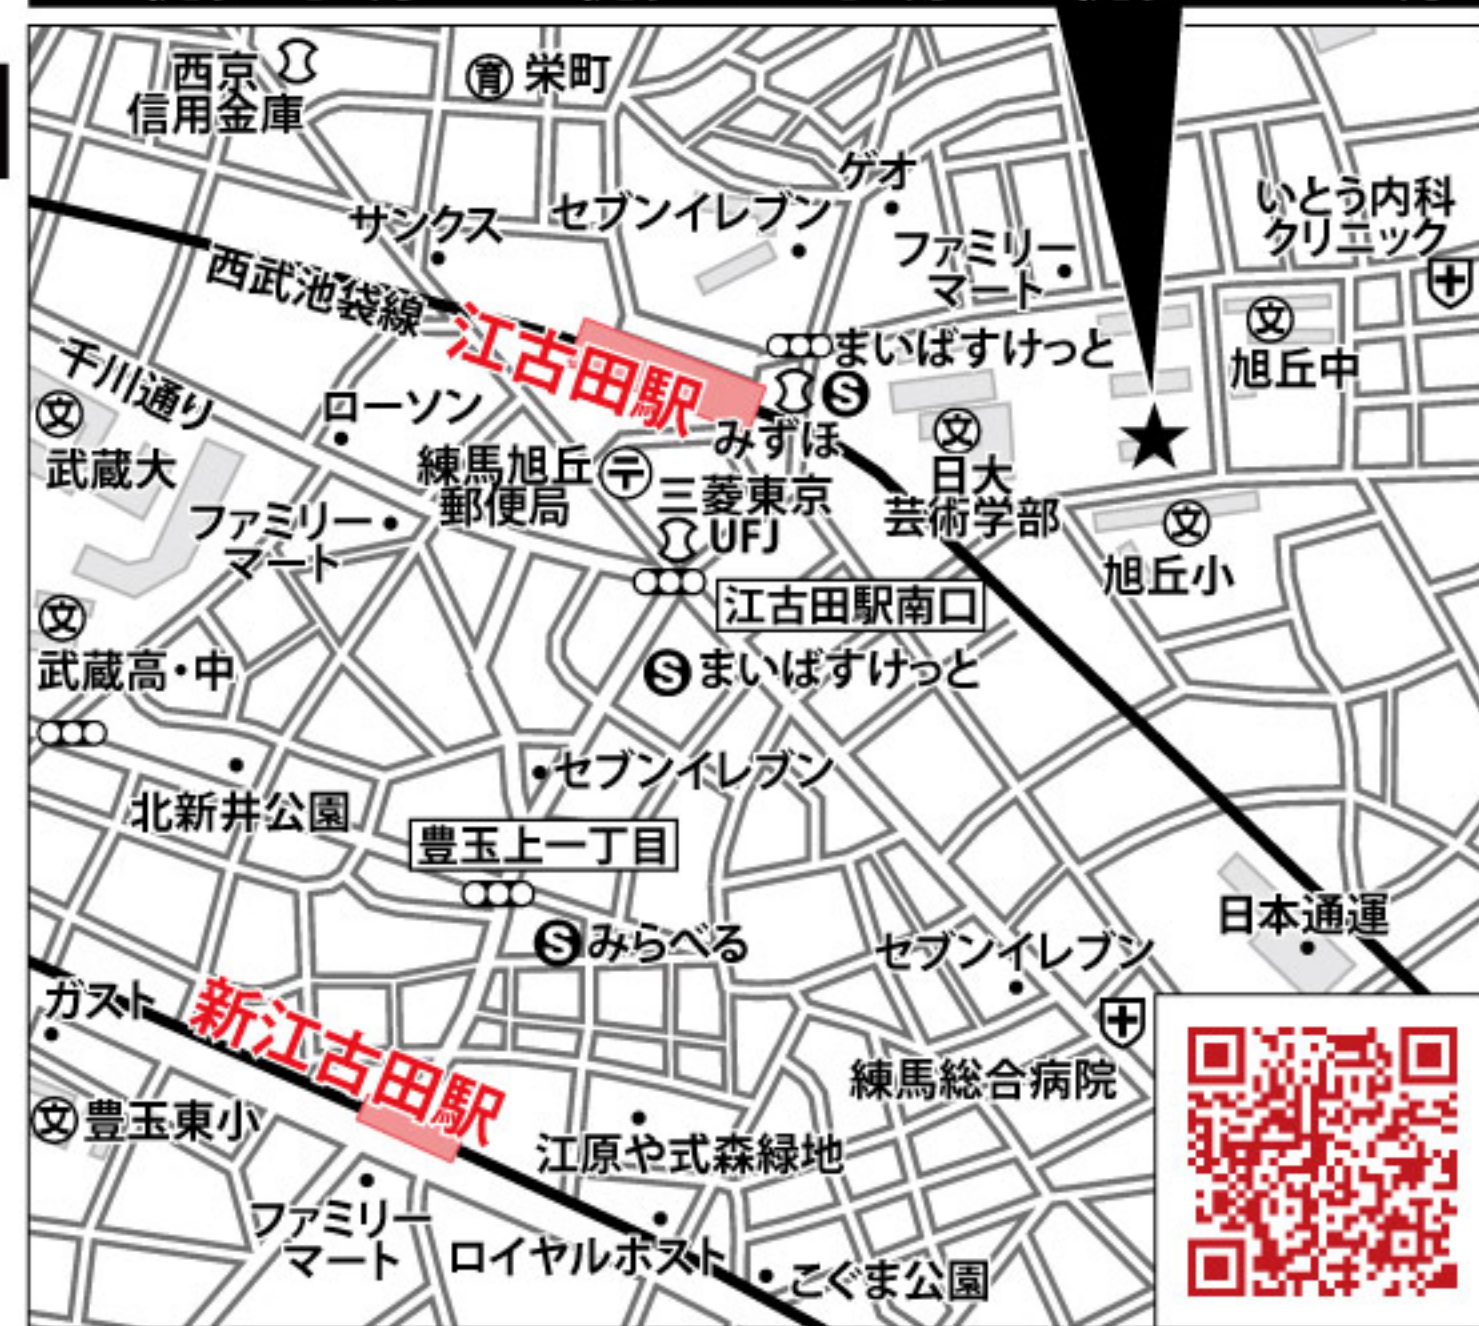 西京
信用金庫
育 栄町
ゲオ
いとう内科
クリニック
サンクス
セブンイレブン
ファミリー
マート
西武池袋線
江古田駅
まいばすけっと
文
旭丘中
千川通り
ローソン
S
みずほ
文
武蔵大
練馬旭丘
郵便局
〒
三菱東京
UFJ
文
日大
芸術学部
ファミリー
マート
文
旭丘小
江古田駅南口
文
武蔵高・中
S まいばすけっと
北新井公園
セブンイレブン
豊玉上一丁目
日本通運
S みらべる
セブンイレブン
ガスト
新江古田駅
練馬総合病院
文 豊玉東小
江原や式森緑地
ファミリー
マート
ロイヤルホスト
こぐま公園